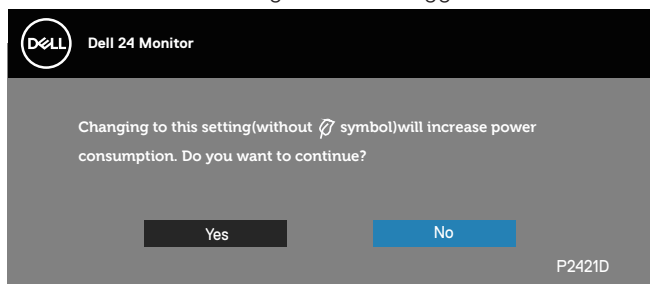 DELL
Dell 24 Monitor
Changing to this setting(without symbol)will increase power
consumption. Do you want to continue?
Yes
No
P2421D